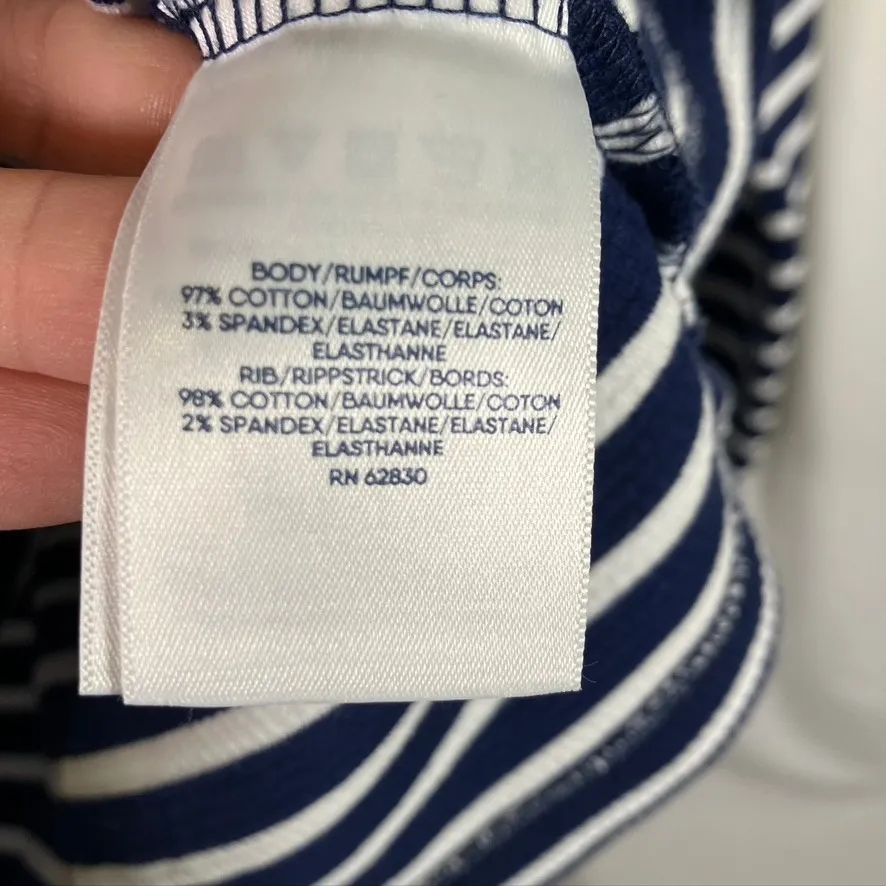 BODY/RUMPF/CORPS:
97% COTTON/BAUMWOLLE/COTON
3% SPANDEX/ELASTANE/ELASTANE/
ELASTHANNE
RIB/RIPPSTRICK/BORDS:
98% COTTON/BAUMWOLLE/COTON
2% SPANDEX/ELASTANE/ELASTANE/
ELASTHANNE
RN 62830